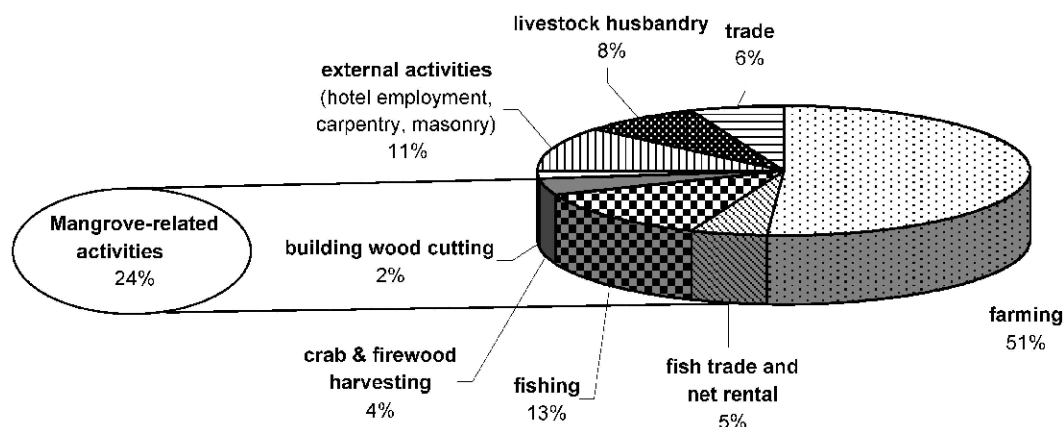 livestock husbandry
8%
trade
6%
external activities
(hotel employment,
carpentry, masonry)
11%
Mangrove-related
activities
24%
building wood cutting
2%
crab & firewood
harvesting
4%
fishing
13%
fish trade and
net rental
5%
farming
51%